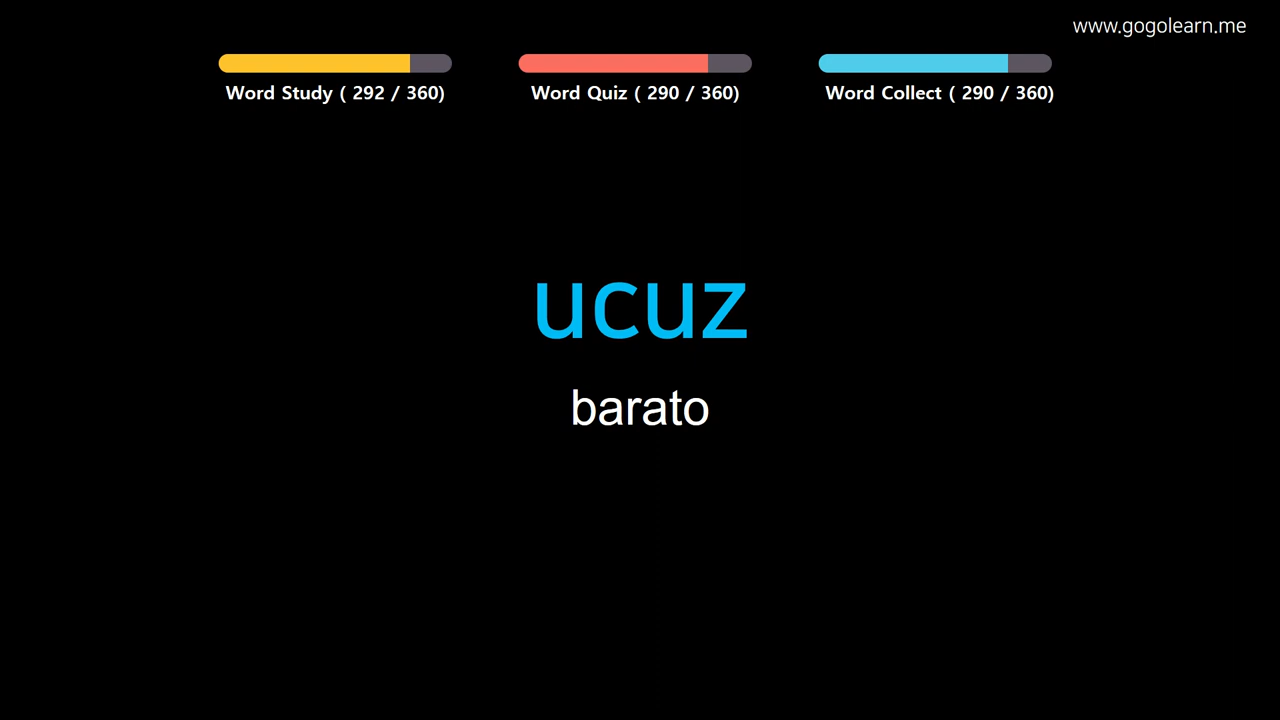 www.gogolearn.me
Word Study ( 292 / 360)
Word Quiz ( 290 / 360)
Word Collect ( 290 / 360)
ucuz
barato